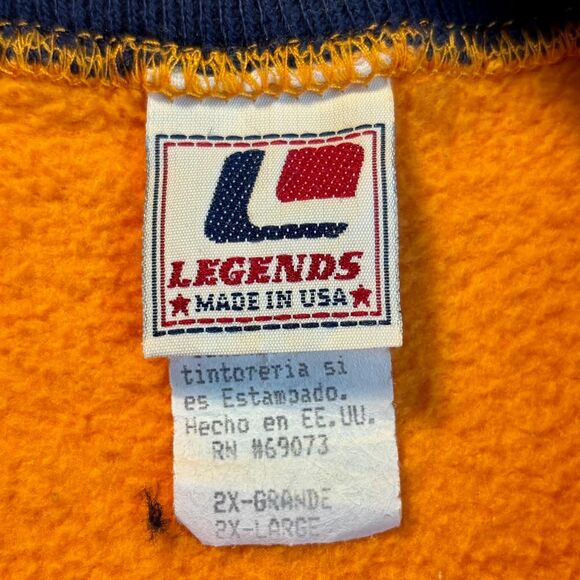 LEGENDS
MADE IN USA
tintoreria si
es Estampado.
Hecho en EE.UU.
RN #69073
2X-GRANDE
2X-LARGE